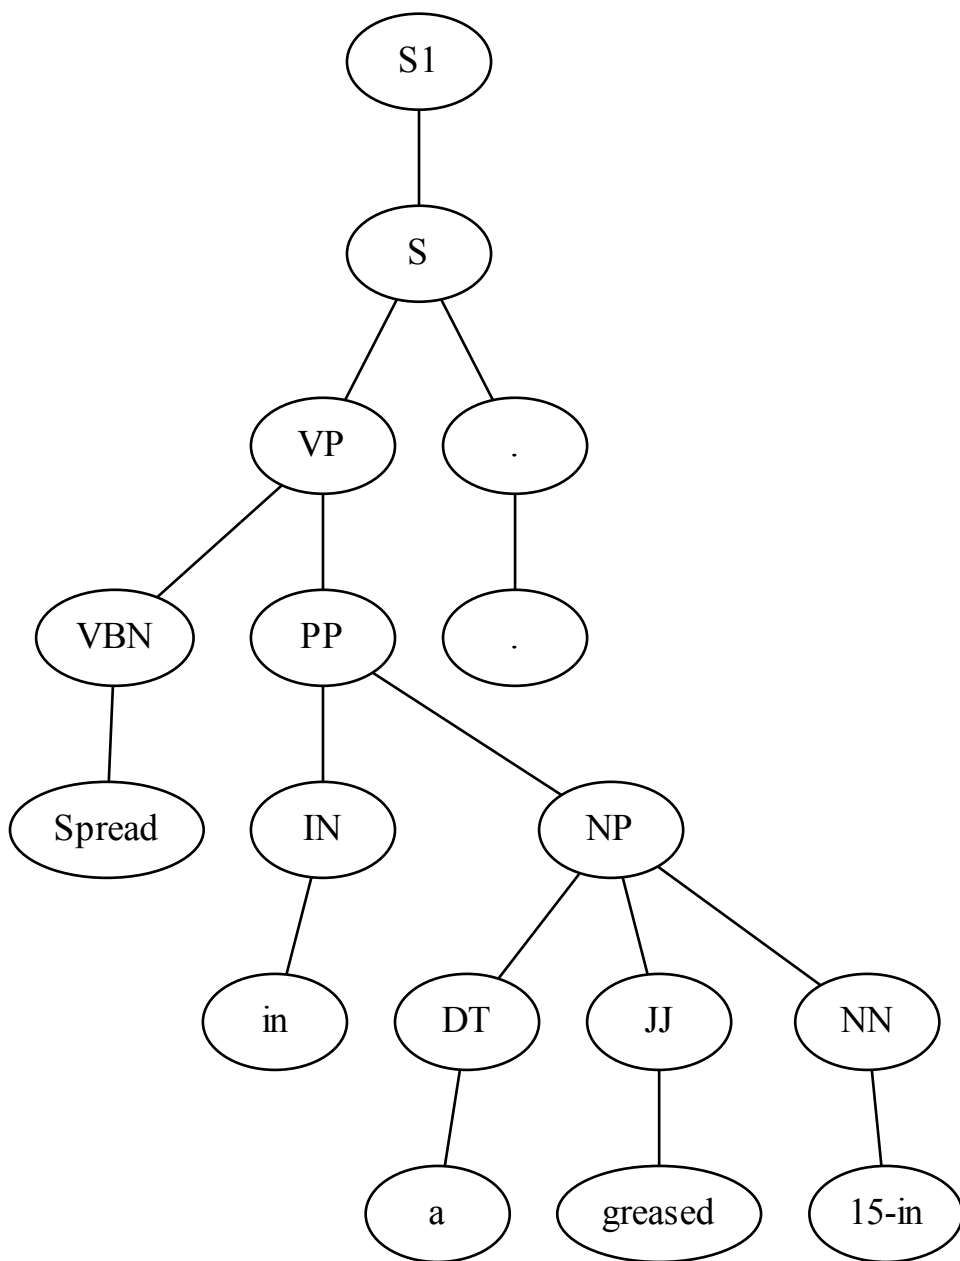 S1
S
VP .
VBN PP .
Spread IN NP
in DT JJ NN
a greased 15-in